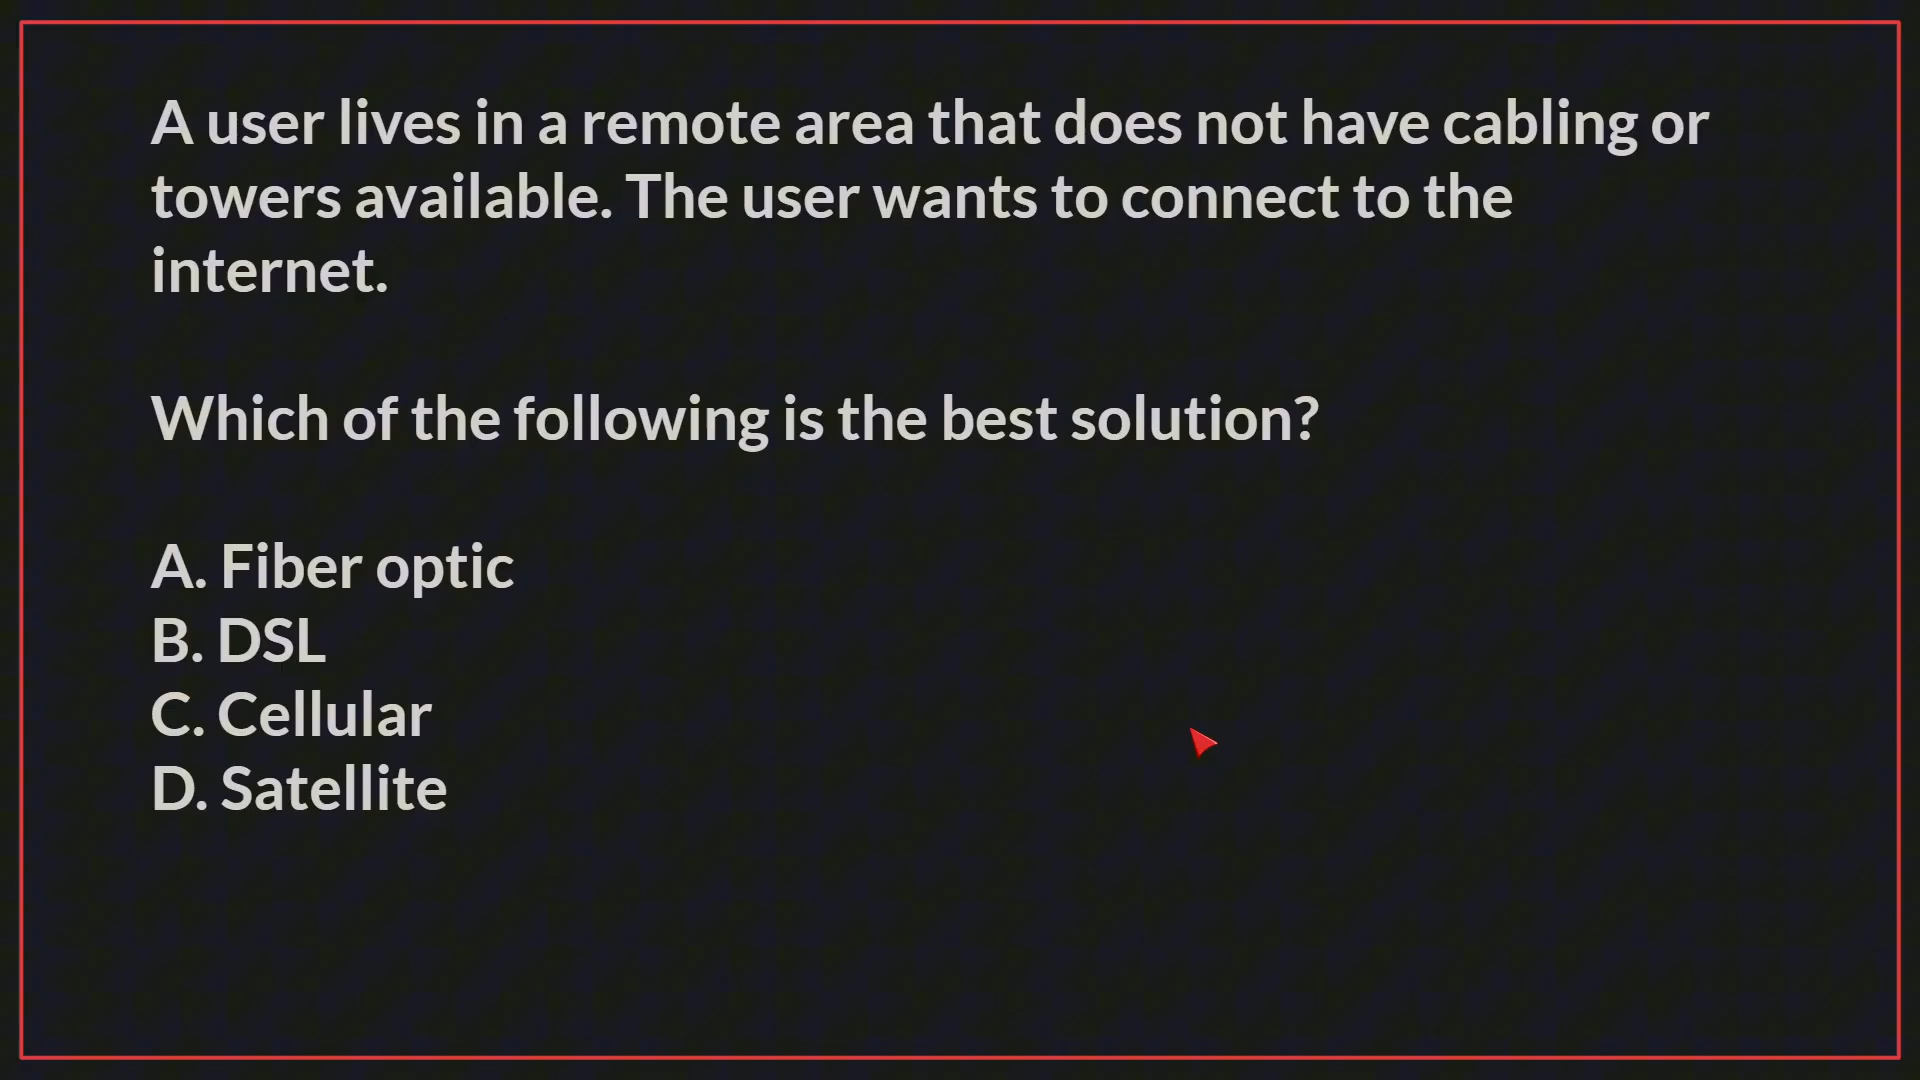 A user lives in a remote area that does not have cabling or
towers available. The user wants to connect to the
internet.
Which of the following is the best solution?
A. Fiber optic
B. DSL
C. Cellular
D. Satellite